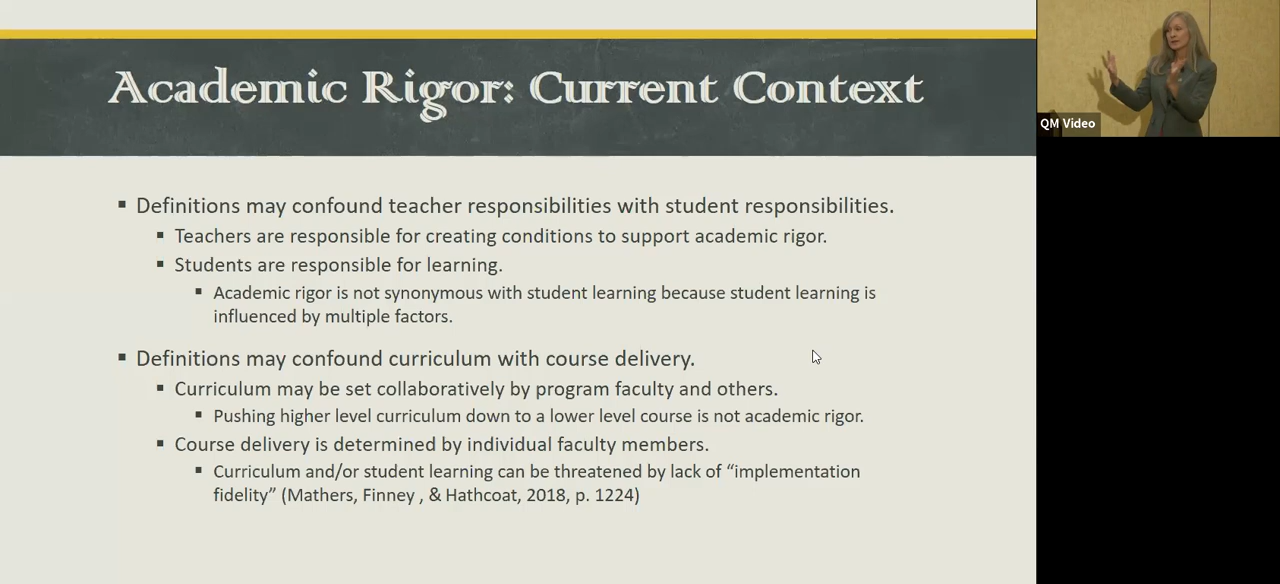 Academic Rigor: Current Context
QM Video
▪ Definitions may confound teacher responsibilities with student responsibilities.
▪ Teachers are responsible for creating conditions to support academic rigor.
▪ Students are responsible for learning.
▪ Academic rigor is not synonymous with student learning because student learning is
influenced by multiple factors.
▪ Definitions may confound curriculum with course delivery.
▪ Curriculum may be set collaboratively by program faculty and others.
▪ Pushing higher level curriculum down to a lower level course is not academic rigor.
▪ Course delivery is determined by individual faculty members.
▪ Curriculum and/or student learning can be threatened by lack of “implementation
fidelity” (Mathers, Finney , & Hathcoat, 2018, p. 1224)